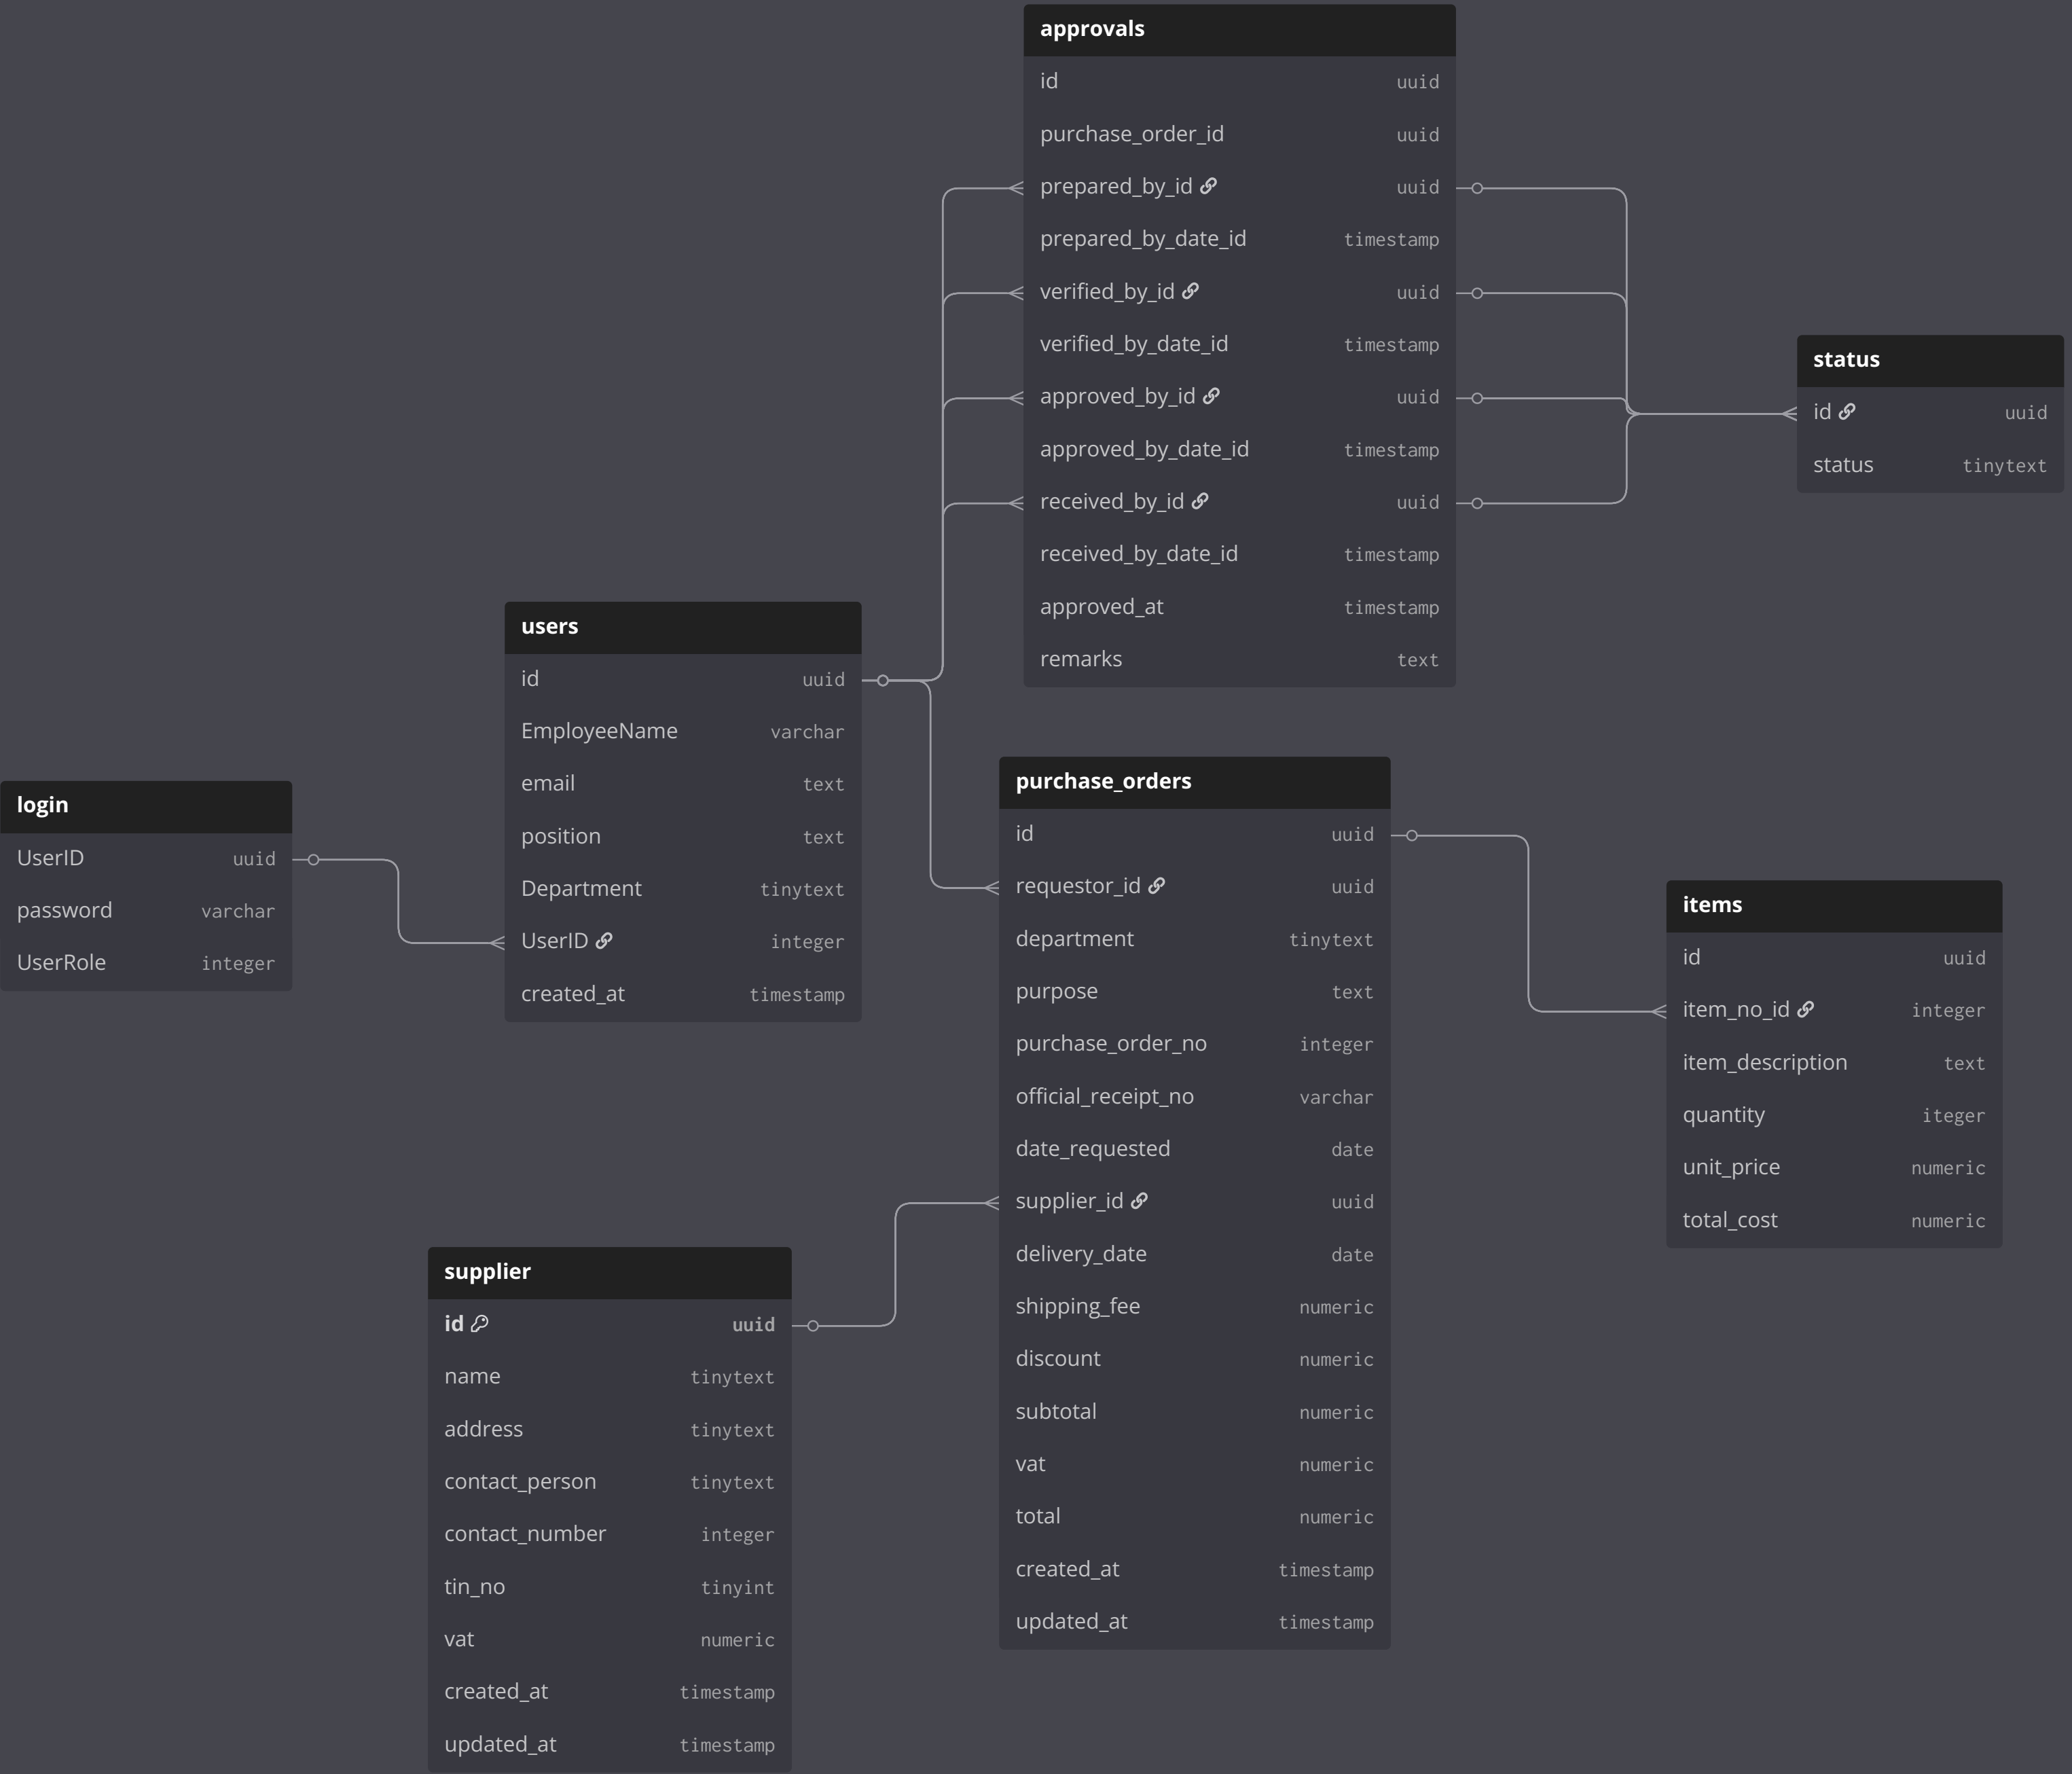 approvals
id uuid
purchase_order_id uuid
prepared_by_id uuid
prepared_by_date_id timestamp
verified_by_id uuid
verified_by_date_id timestamp
approved_by_id uuid
approved_by_date_id timestamp
received_by_id uuid
received_by_date_id timestamp
approved_at timestamp
remarks text
status
id uuid
status tinytext
users
id uuid
EmployeeName varchar
email text
position text
Department tinytext
UserID integer
created_at timestamp
login
UserID uuid
password varchar
UserRole integer
purchase_orders
id uuid
requestor_id uuid
department tinytext
purpose text
purchase_order_no integer
official_receipt_no varchar
date_requested date
supplier_id uuid
delivery_date date
shipping_fee numeric
discount numeric
subtotal numeric
vat numeric
total numeric
created_at timestamp
updated_at timestamp
items
id uuid
item_no_id integer
item_description text
quantity iteger
unit_price numeric
total_cost numeric
supplier
id uuid
name tinytext
address tinytext
contact_person tinytext
contact_number integer
tin_no tinyint
vat numeric
created_at timestamp
updated_at timestamp